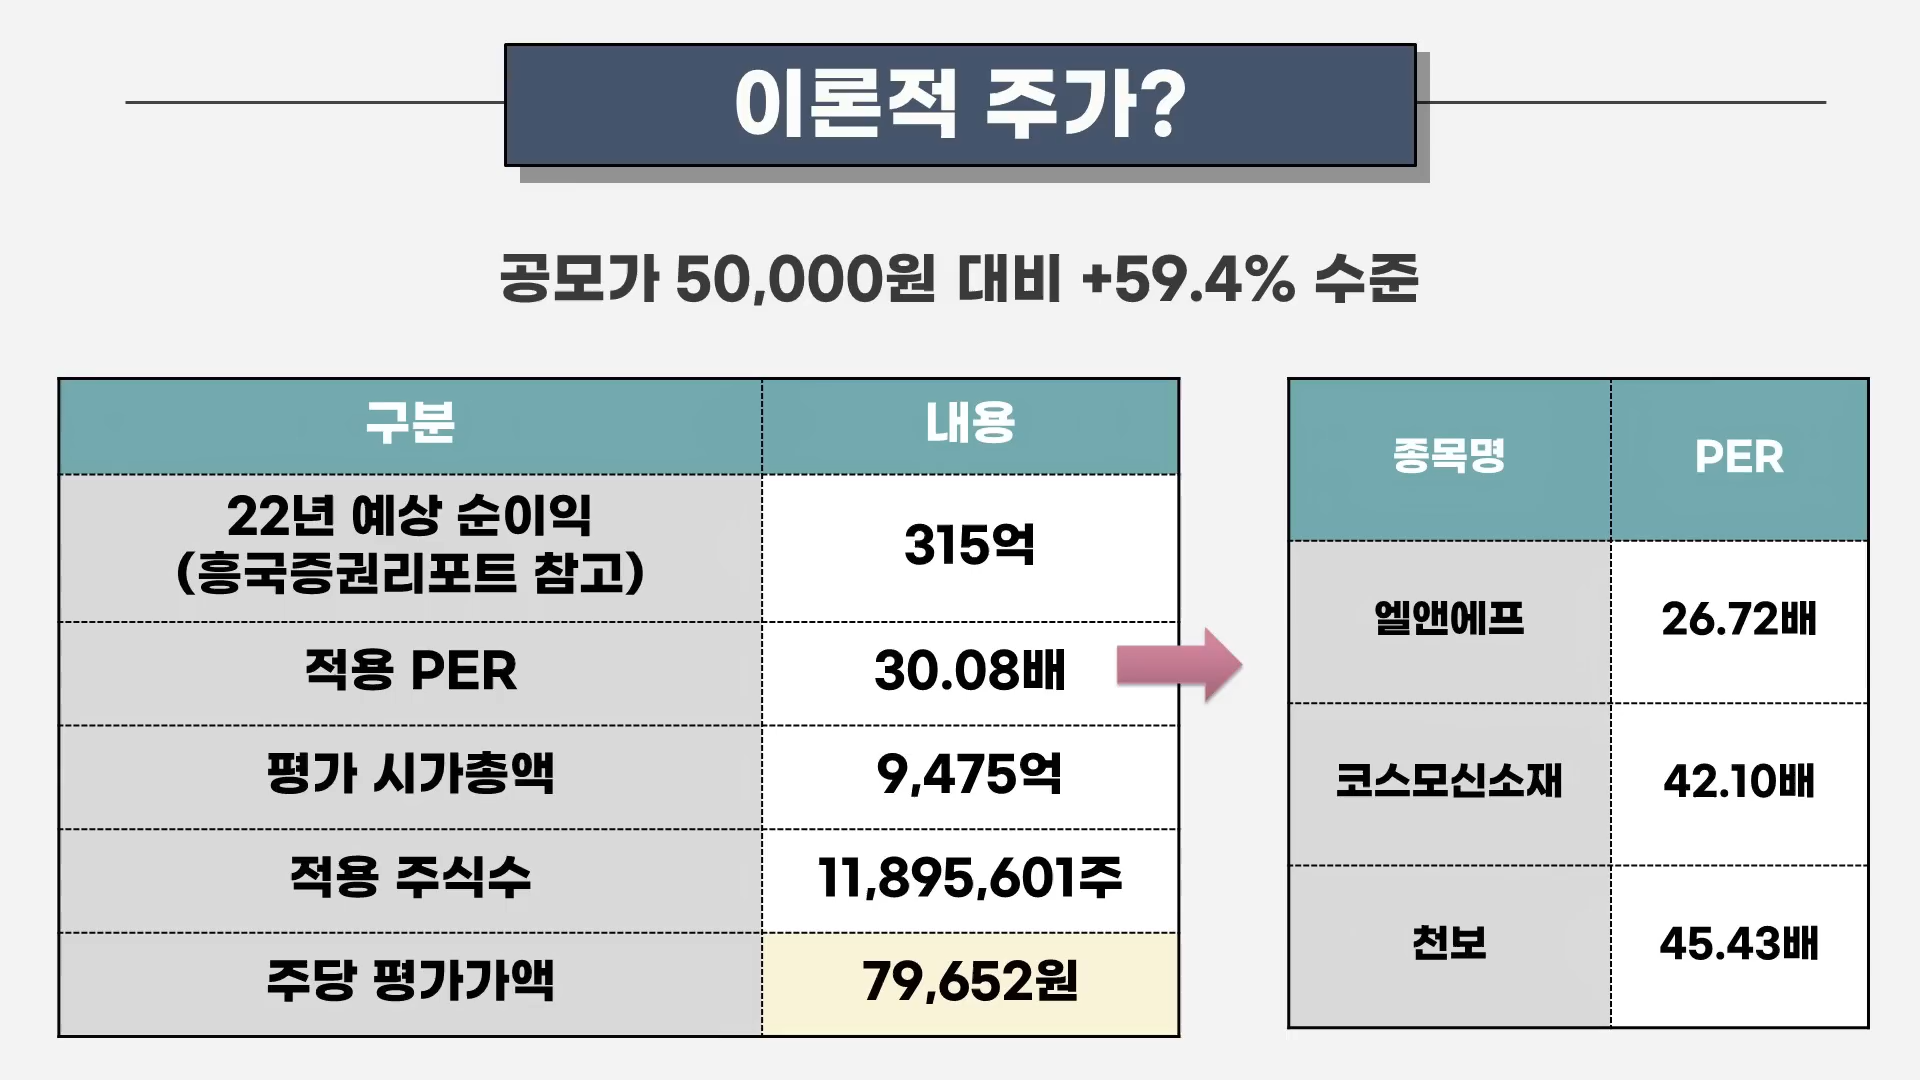 이론적 주가?
공모가 50,000원 대비 +59.4% 수준
구분 내용
22년 예상 순이익
(흥국증권리포트 참고)
315억
적용 PER 30.08배
평가 시가총액 9,475억
적용 주식수 11,895,601주
주당 평가가액 79,652원
종목명 PER
엘앤에프 26.72배
코스모신소재 42.10배
천보 45.43배